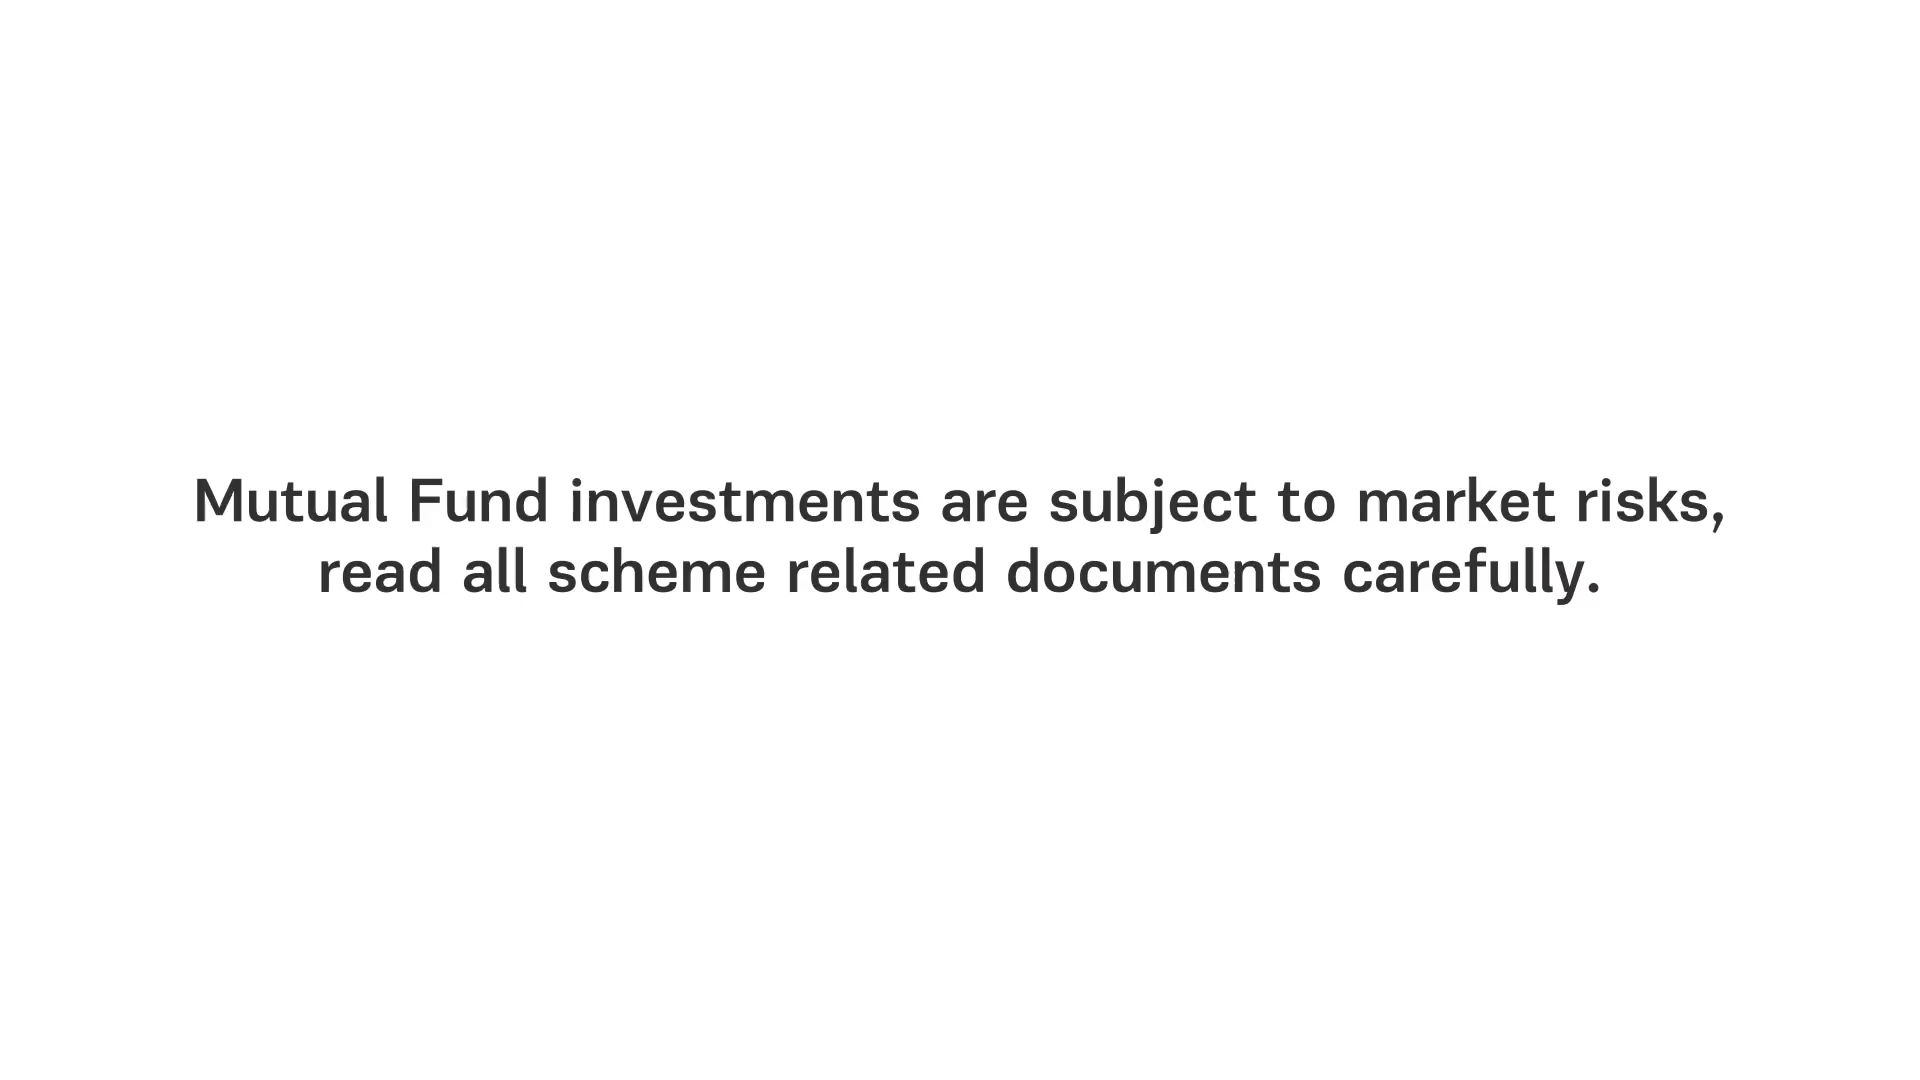 Mutual Fund investments are subject to market risks,
read all scheme related documents carefully.